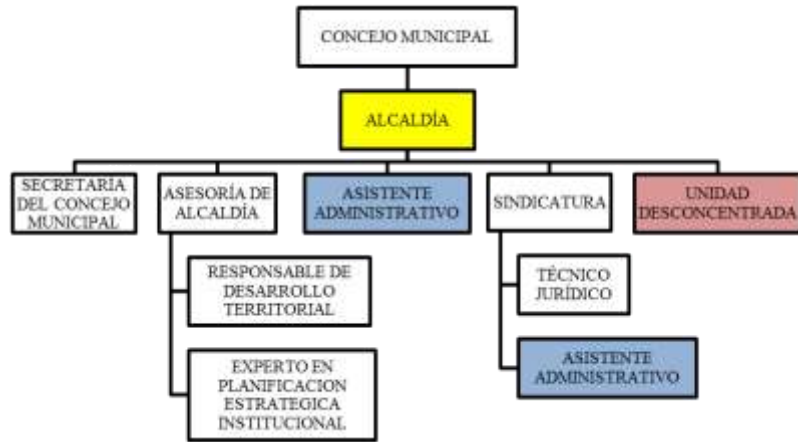 CONCEJO MUNICIPAL
ALCALDÍA
SECRETARÍA
DEL CONCEJO
MUNICIPAL
ASESORÍA DE
ALCALDÍA
ASISTENTE
ADMINISTRATIVO
SINDICATURA
UNIDAD
DESCONCENTRADA
RESPONSABLE DE
DESARROLLO
TERRITORIAL
EXPERTO EN
PLANIFICACION
ESTRATEGICA
INSTITUCIONAL
TÉCNICO
JURÍDICO
ASISTENTE
ADMINISTRATIVO